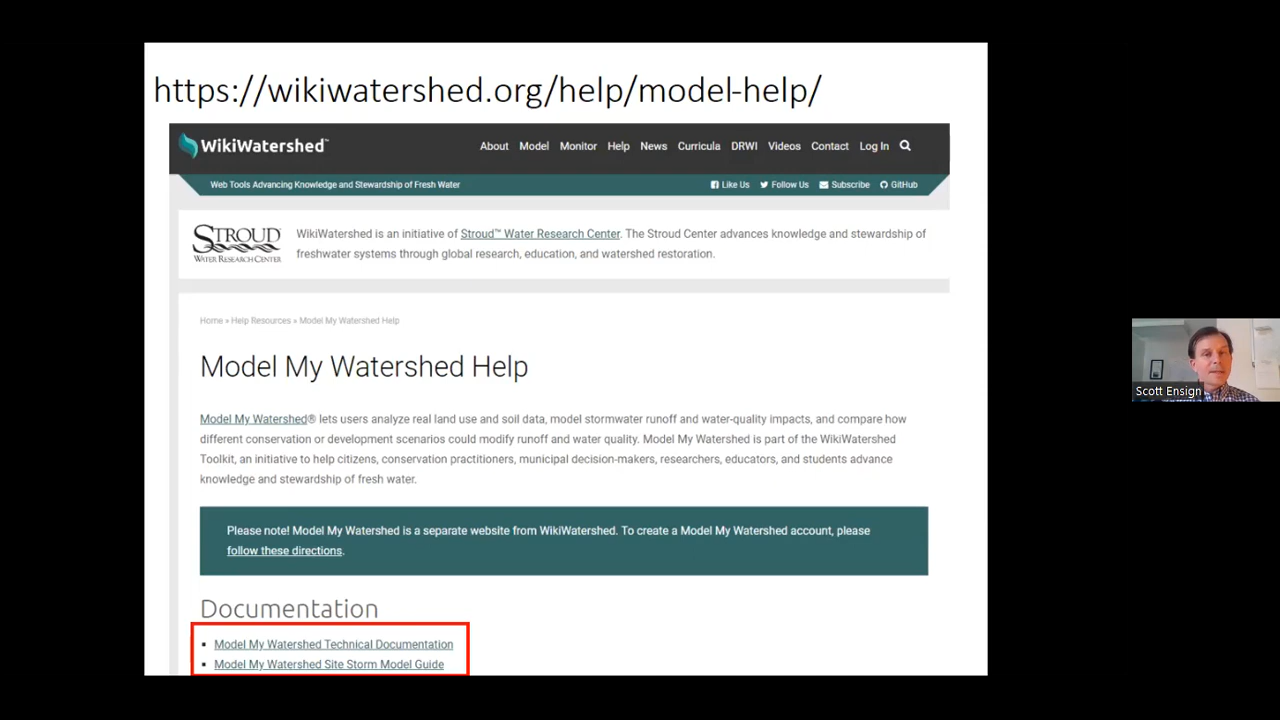 https://wikiwatershed.org/help/model-help/
WikiWatershed™
About Model Monitor Help News Curricula DRWI Videos Contact Log In
Web Tools Advancing Knowledge and Stewardship of Fresh Water
Like Us Follow Us Subscribe GitHub
STROUD
WATER RESEARCH CENTER
WikiWatershed is an initiative of Stroud™ Water Research Center. The Stroud Center advances knowledge and stewardship of
freshwater systems through global research, education, and watershed restoration.
Home » Help Resources » Model My Watershed Help
Model My Watershed Help
Model My Watershed® lets users analyze real land use and soil data, model stormwater runoff and water-quality impacts, and compare how
different conservation or development scenarios could modify runoff and water quality. Model My Watershed is part of the WikiWatershed
Toolkit, an initiative to help citizens, conservation practitioners, municipal decision-makers, researchers, educators, and students advance
knowledge and stewardship of fresh water.
Please note! Model My Watershed is a separate website from WikiWatershed. To create a Model My Watershed account, please
follow these directions.
Documentation
Model My Watershed Technical Documentation
Model My Watershed Site Storm Model Guide
Scott Ensign